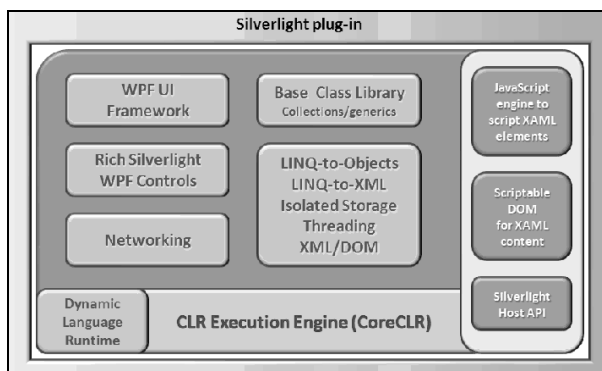 Silverlight plug-in
WPF UI
Framework
Base Class Library
Collections/generics
Rich Silverlight
WPF Controls
LINQ-to-Objects
LINQ-to-XML
Isolated Storage
Threading
XML/DOM
Networking
Dynamic
Language
Runtime
CLR Execution Engine (CoreCLR)
JavaScript
engine to
script XAML
elements
Scriptable
DOM
for XAML
content
Silverlight
Host API